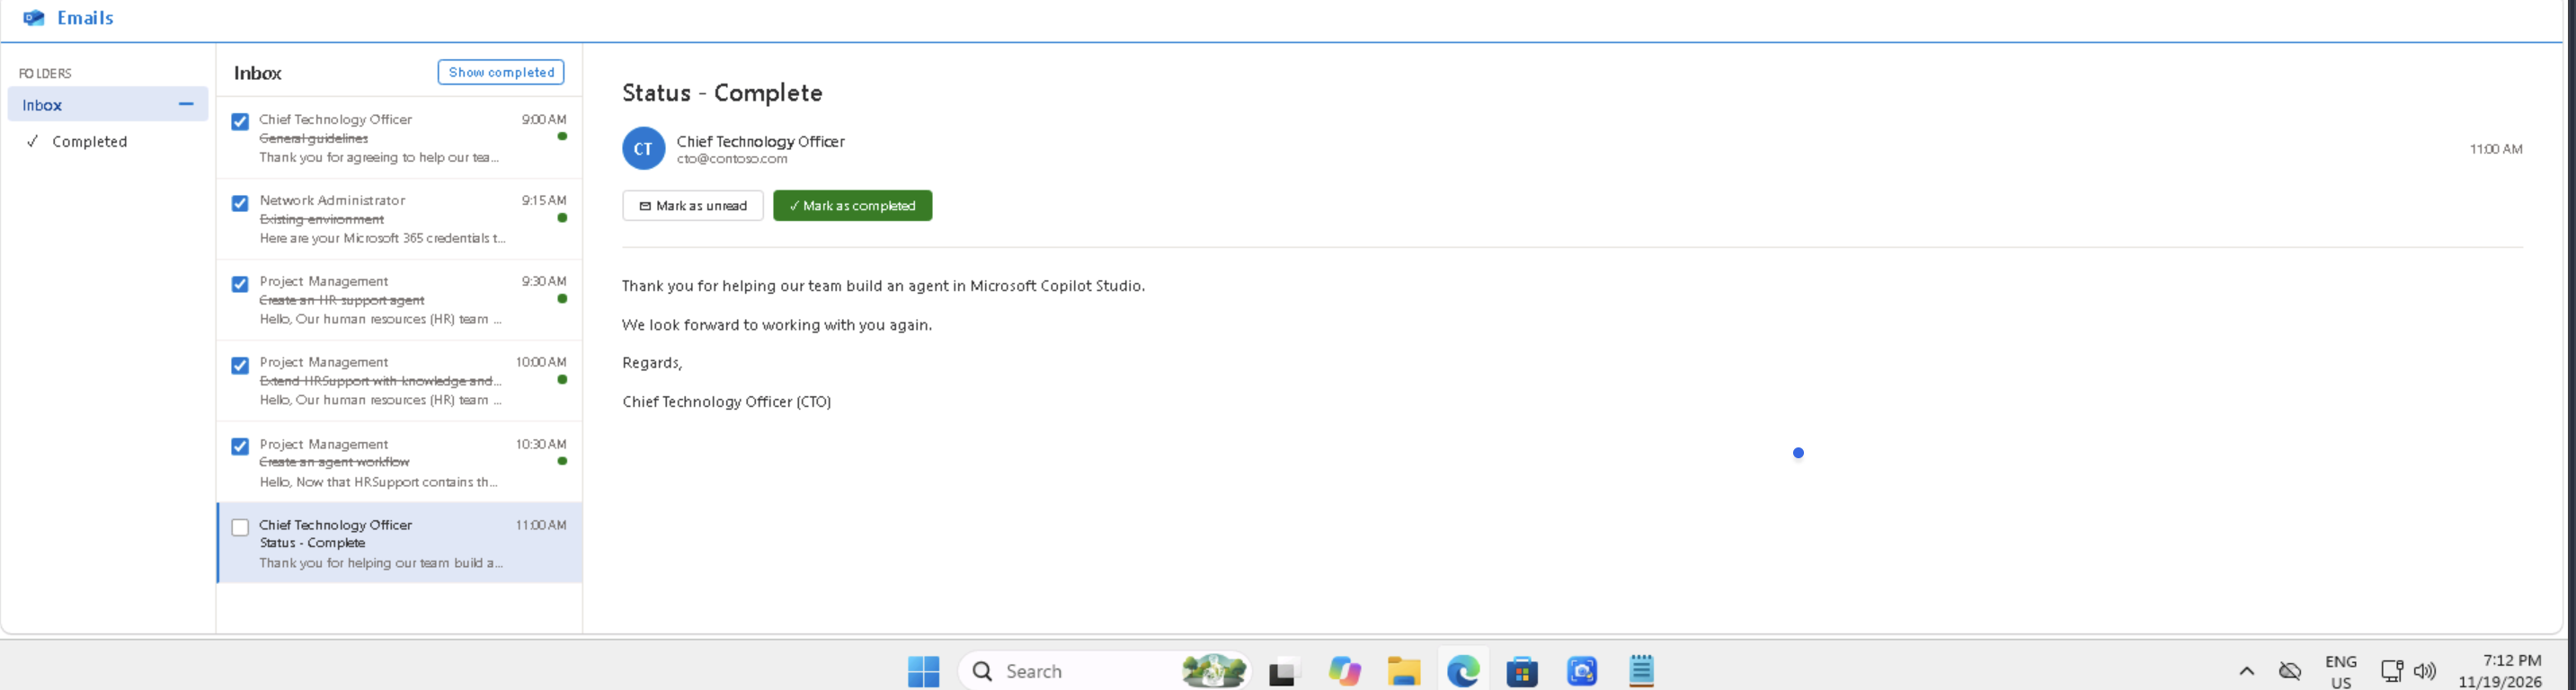 Emails
FOLDERS
Inbox
✓ Completed
Inbox
Show completed
Chief Technology Officer 9:00 AM
General guidelines
Thank you for agreeing to help our tea...
Network Administrator 9:15 AM
Existing environment
Here are your Microsoft 365 credentials t...
Project Management 9:30 AM
Create an HR support agent
Hello, Our human resources (HR) team ...
Project Management 10:00 AM
Extend HRSupport with knowledge and...
Hello, Our human resources (HR) team ...
Project Management 10:30 AM
Create an agent workflow
Hello, Now that HRSupport contains th...
Chief Technology Officer 11:00 AM
Status - Complete
Thank you for helping our team build a...
Status - Complete
CT
Chief Technology Officer
cto@contoso.com
11:00 AM
Mark as unread
✓ Mark as completed
Thank you for helping our team build an agent in Microsoft Copilot Studio.
We look forward to working with you again.
Regards,
Chief Technology Officer (CTO)
Search
ENG
US
7:12 PM
11/19/2026